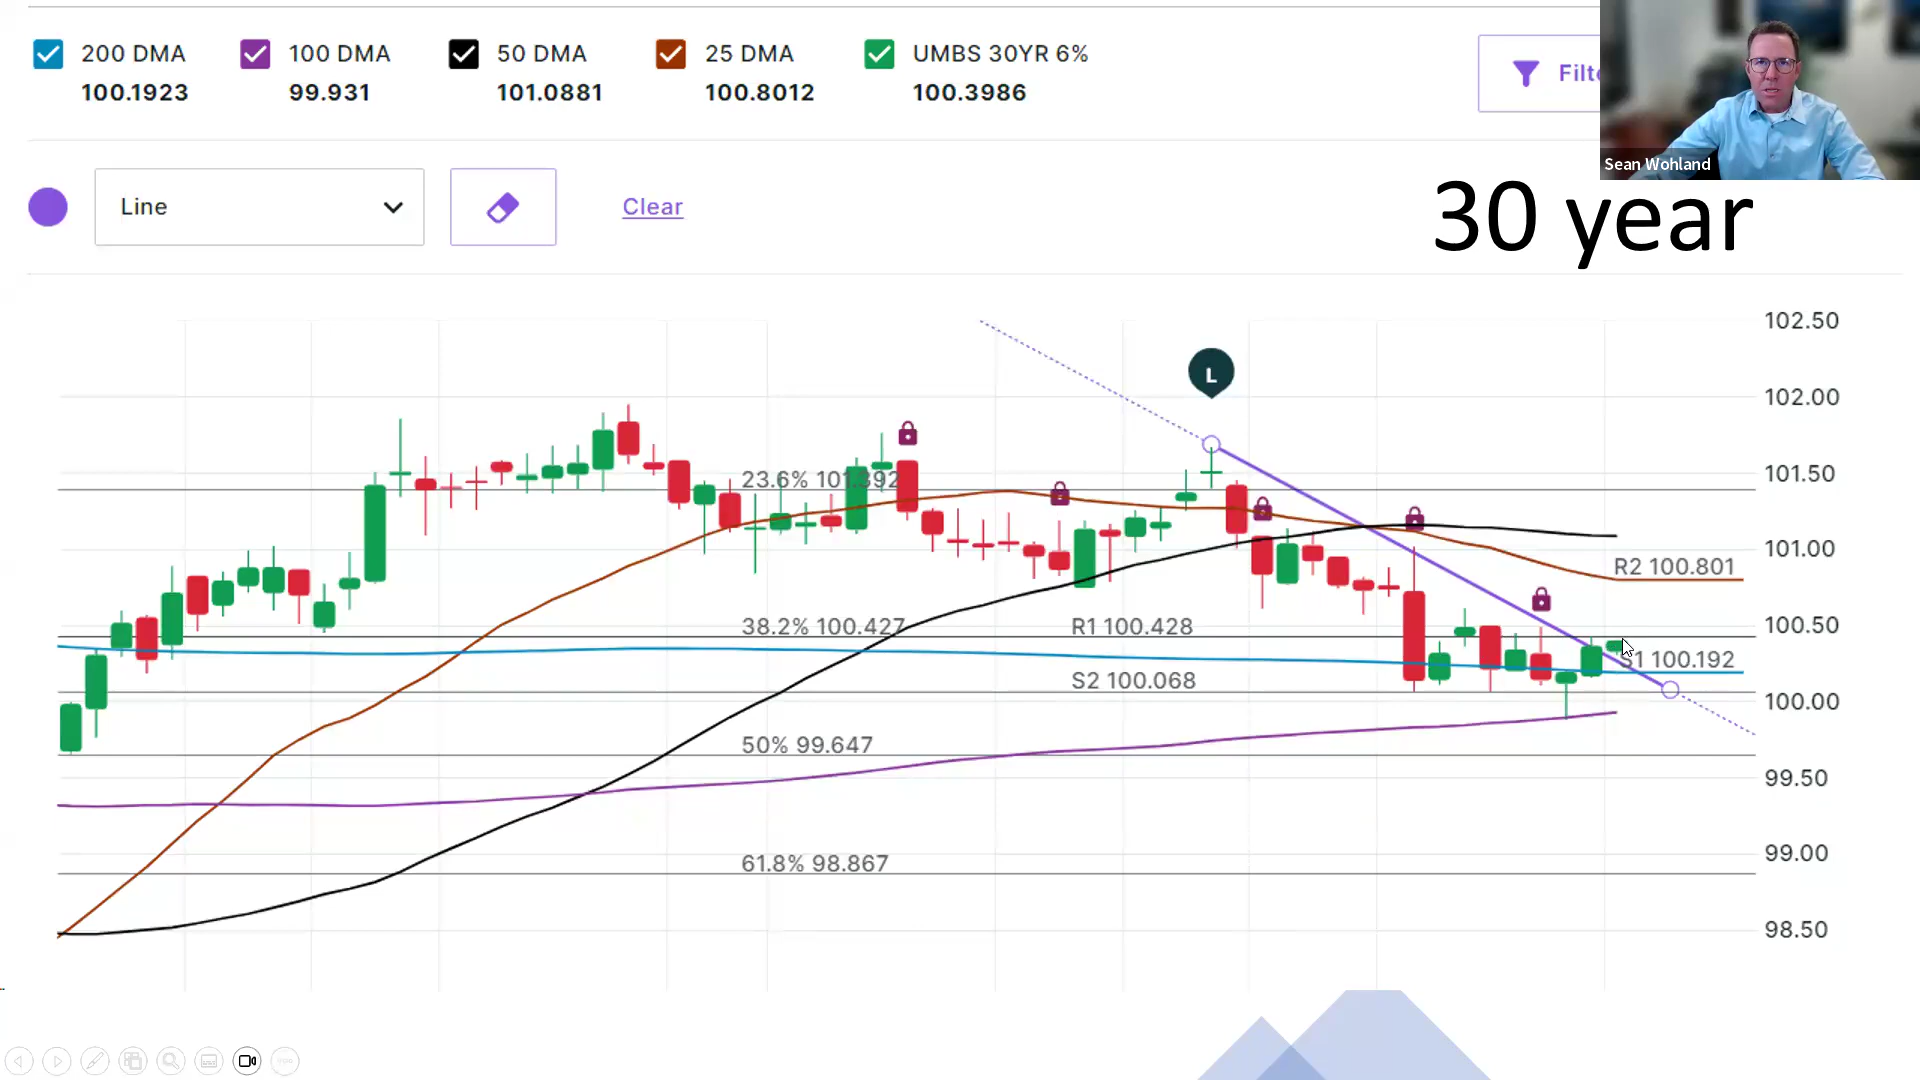 200 DMA 100 DMA 50 DMA 25 DMA UMBS 30YR 6%
100.1923 99.931 101.0881 100.8012 100.3986
Sean Wohland
Line Clear
30 year
102.50
L
102.00
101.50
23.6% 101.392
101.00
R2 100.801
100.50
38.2% 100.427 R1 100.428
S1 100.192
S2 100.068
100.00
50% 99.647
99.50
99.00
61.8% 98.867
98.50